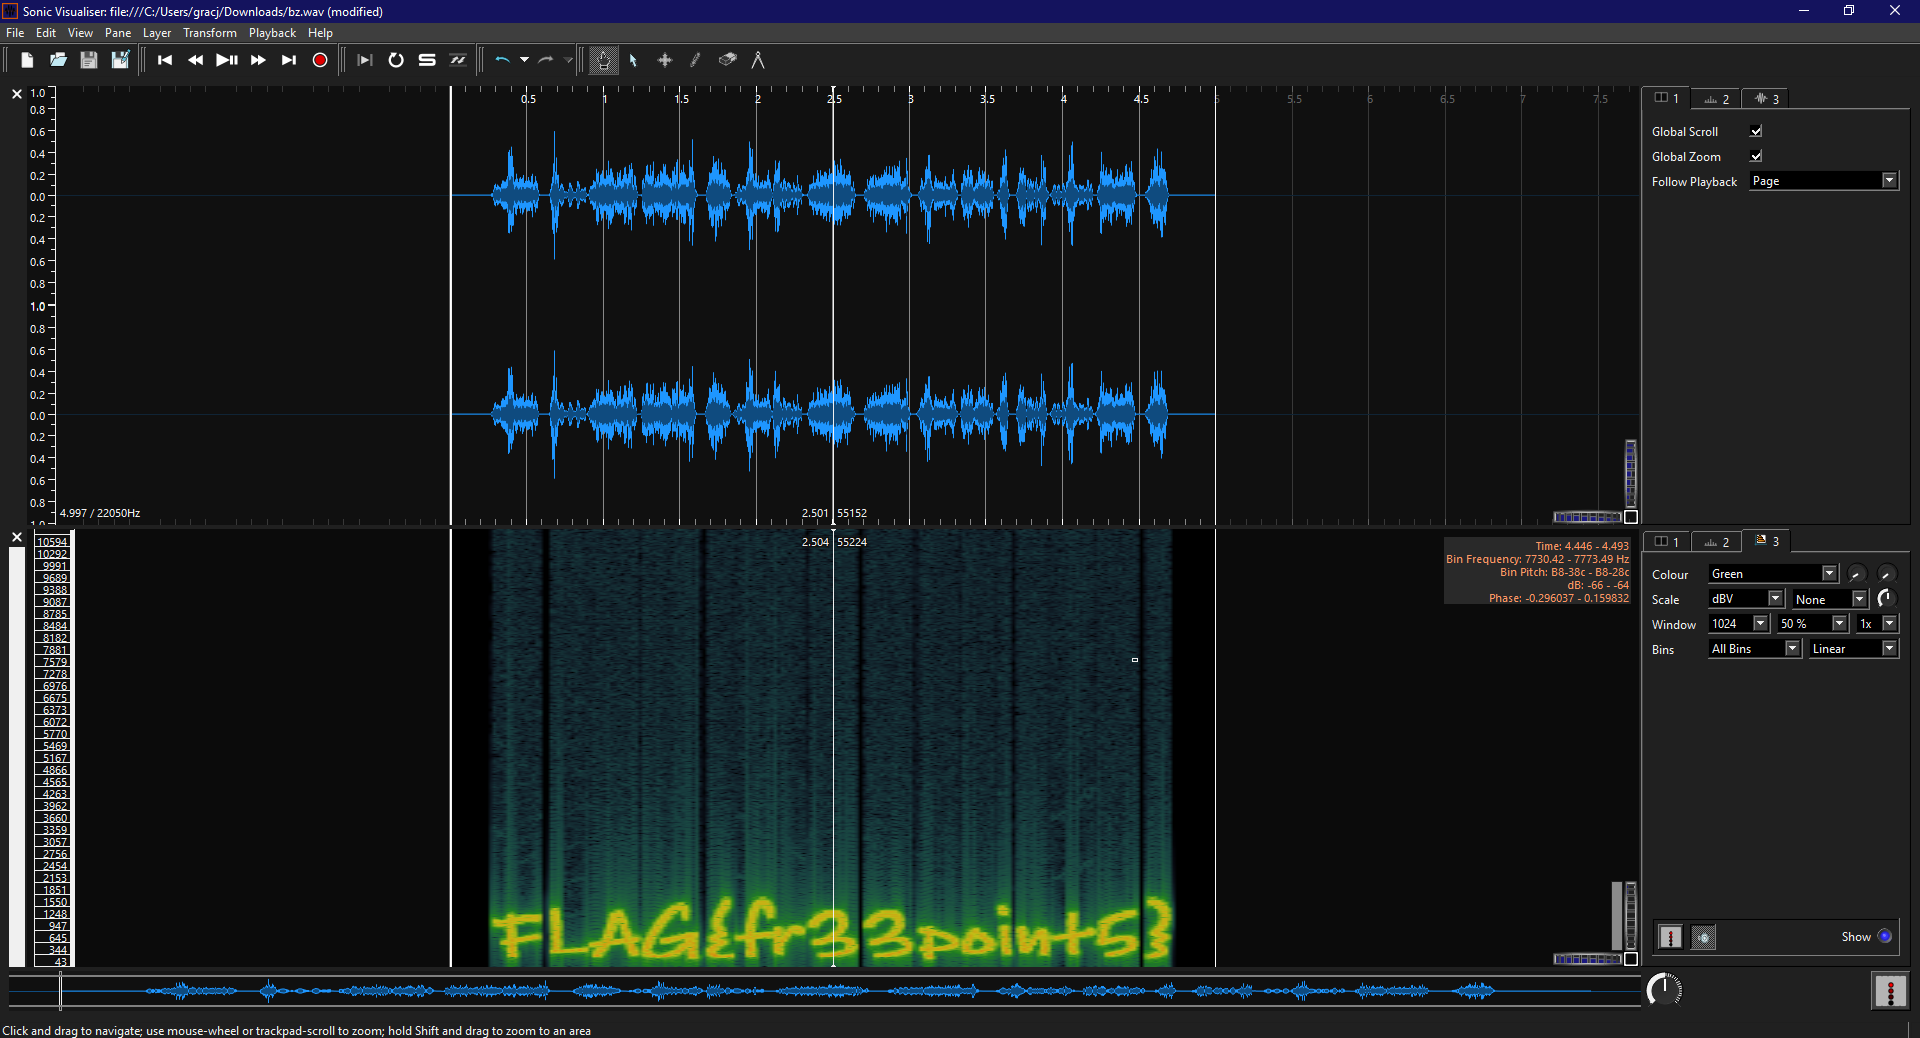 Sonic Visualiser: file:///C:/Users/gracj/Downloads/bz.wav (modified)
File Edit View Pane Layer Transform Playback Help
0.5 1 1.5 2 2.5 3 3.5 4 4.5 5 5.5 6 6.5 7 7.5
1.0
0.8
0.6
0.4
0.2
0.0
0.2
0.4
0.6
0.8
1.0
0.8
0.6
0.4
0.2
0.0
0.2
0.4
0.6
0.8
1.0
4.997 / 22050Hz
2.501 55152
1 2 3
Global Scroll
Global Zoom
Follow Playback Page
10594
10292
9991
9689
9388
9087
8785
8484
8182
7881
7579
7278
6976
6675
6373
6072
5770
5469
5167
4866
4565
4263
3962
3660
3359
3057
2756
2454
2153
1851
1550
1248
947
645
344
43
2.504 55224
Time: 4.446 - 4.493
Bin Frequency: 7730.42 - 7773.49 Hz
Bin Pitch: B8-38c - B8-28c
dB: -66 - -64
Phase: -0.296037 - 0.159832
FLAG{fr33point5}
1 2 3
Colour Green
Scale dBV None
Window 1024 50 % 1x
Bins All Bins Linear
Show
Click and drag to navigate; use mouse-wheel or trackpad-scroll to zoom; hold Shift and drag to zoom to an area